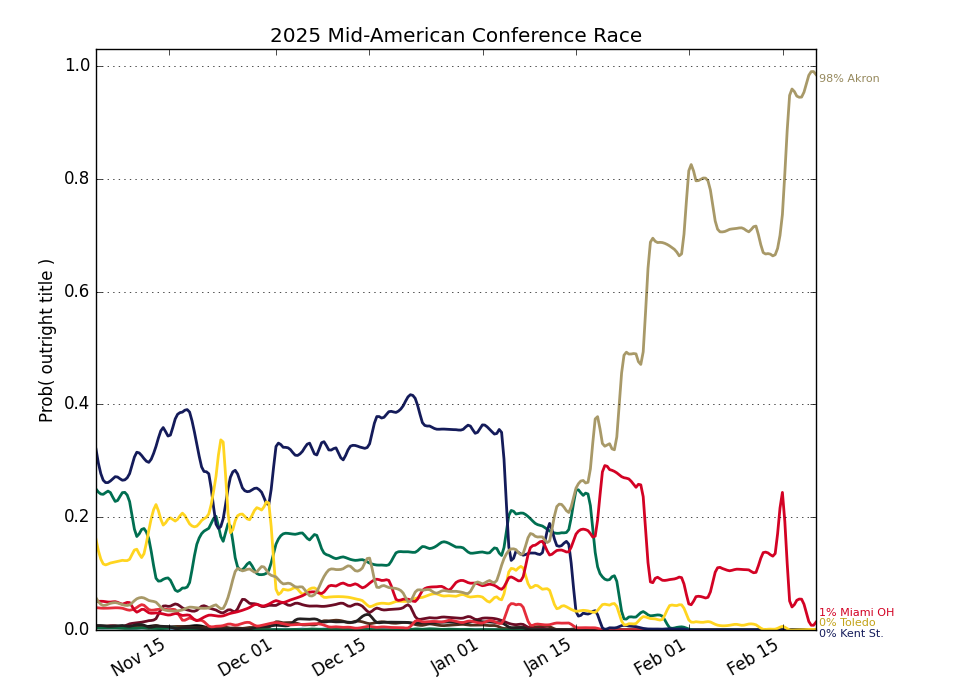 2025 Mid-American Conference Race
Prob( outright title )
1.0
0.8
0.6
0.4
0.2
0.0
Nov 15
Dec 01
Dec 15
Jan 01
Jan 15
Feb 01
Feb 15
98% Akron
1% Miami OH
0% Toledo
0% Kent St.